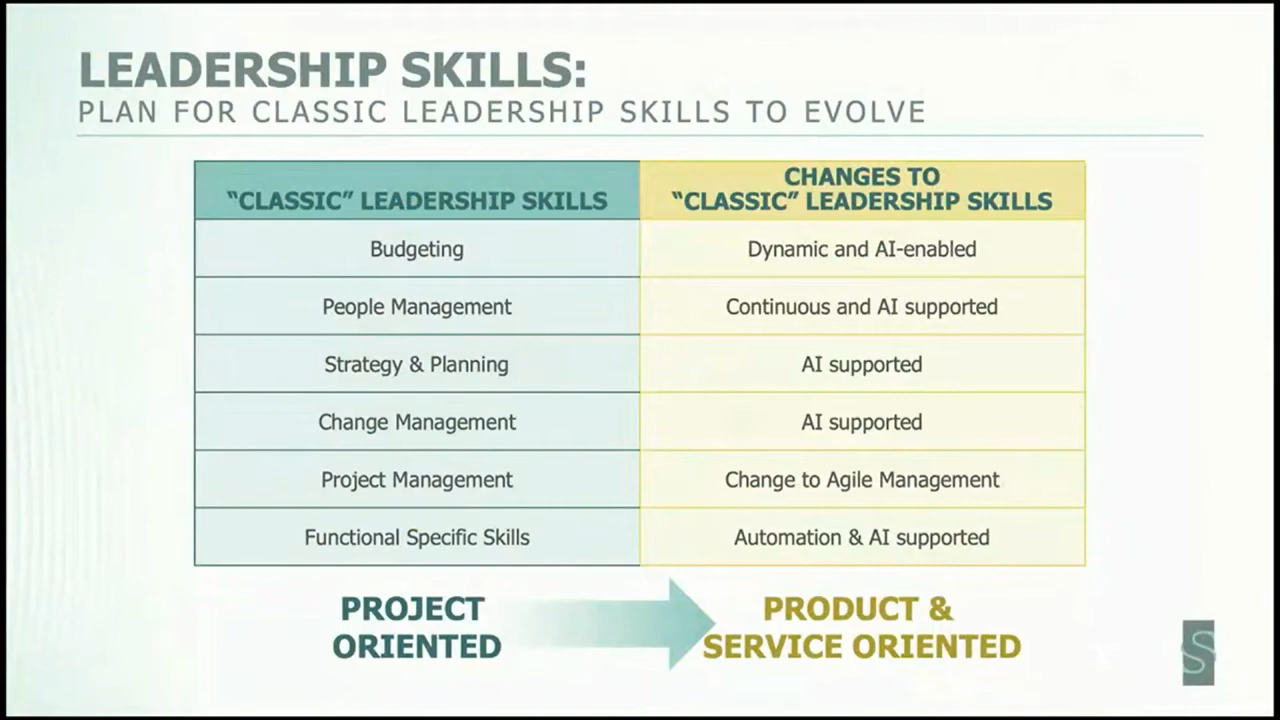 LEADERSHIP SKILLS:
PLAN FOR CLASSIC LEADERSHIP SKILLS TO EVOLVE
“CLASSIC” LEADERSHIP SKILLS
CHANGES TO
“CLASSIC” LEADERSHIP SKILLS
Budgeting
Dynamic and AI-enabled
People Management
Continuous and AI supported
Strategy & Planning
AI supported
Change Management
AI supported
Project Management
Change to Agile Management
Functional Specific Skills
Automation & AI supported
PROJECT
ORIENTED
PRODUCT &
SERVICE ORIENTED
S